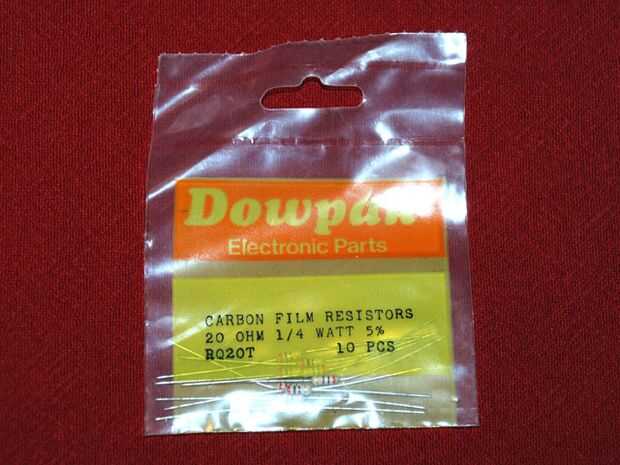 Dowpak
Electronic Parts
CARBON FILM RESISTORS
20 OHM 1/4 WATT 5%
RQ20T 10 PCS